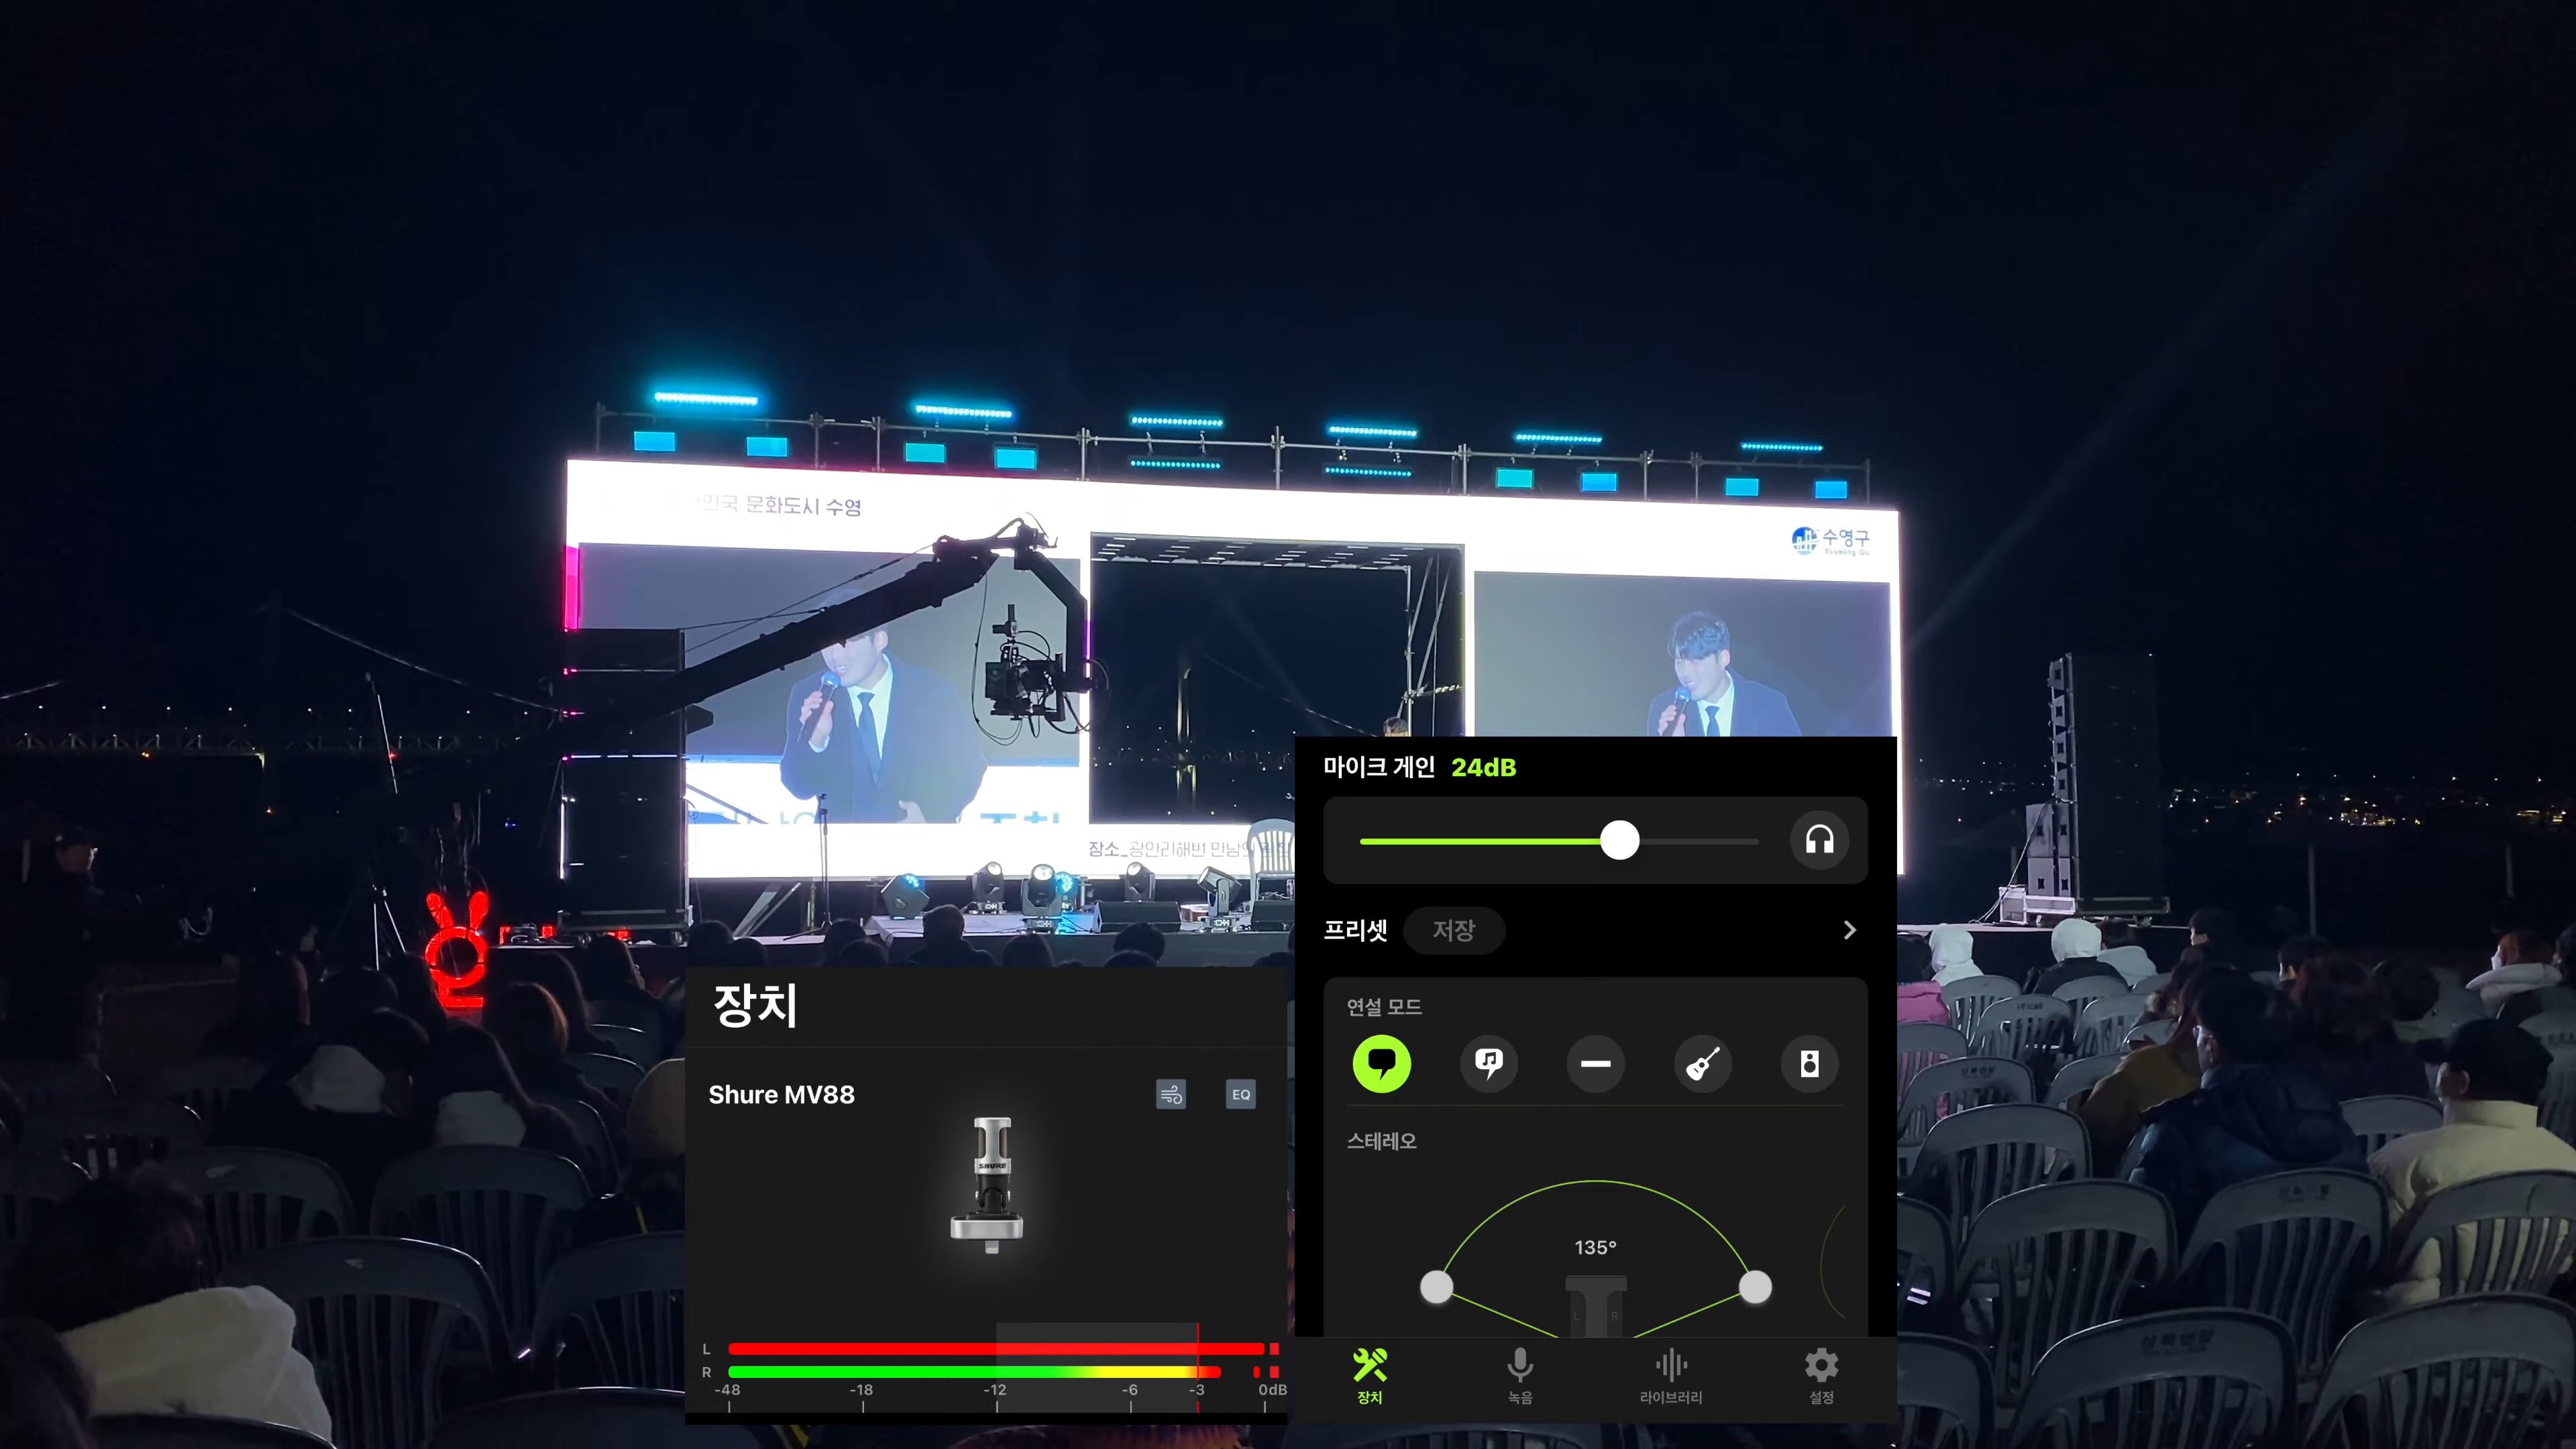 민국 문화도시 수영
수영구
Suyeong Gu
장소_광안리해변 만남의
마이크 게인 24dB
프리셋 저장
연설 모드
스테레오
135°
L R
장치 녹음 라이브러리 설정
장치
Shure MV88
EQ
SHURE
L
R
-48 -18 -12 -6 -3 0dB